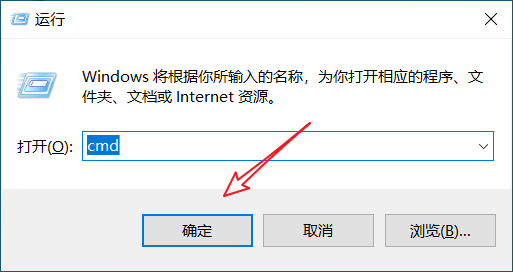 运行
Windows 将根据你所输入的名称，为你打开相应的程序、文
件夹、文档或 Internet 资源。
打开(O): cmd
确定 取消 浏览(B)...